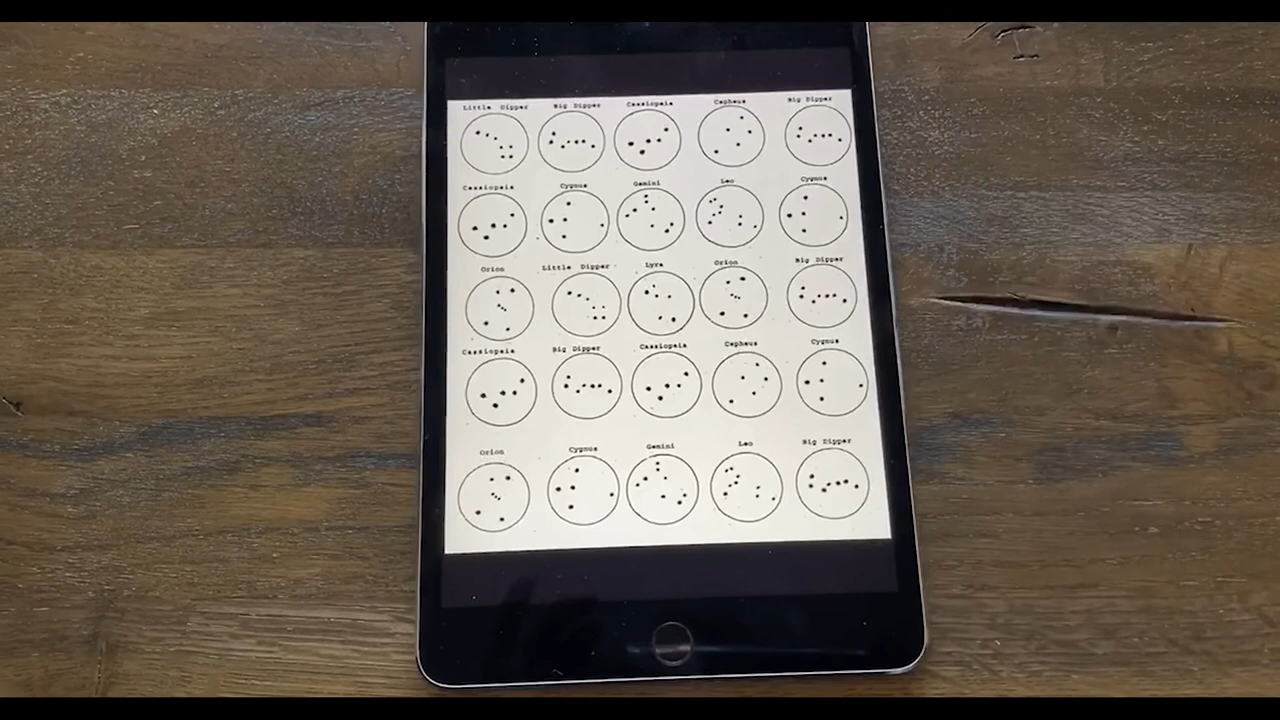 Little Dipper Big Dipper Cassiopeia Cepheus Big Dipper
Cassiopeia Cygnus Gemini Leo Cygnus
Orion Little Dipper Lyra Orion Big Dipper
Cassiopeia Big Dipper Cassiopeia Cepheus Cygnus
Orion Cygnus Gemini Leo Big Dipper